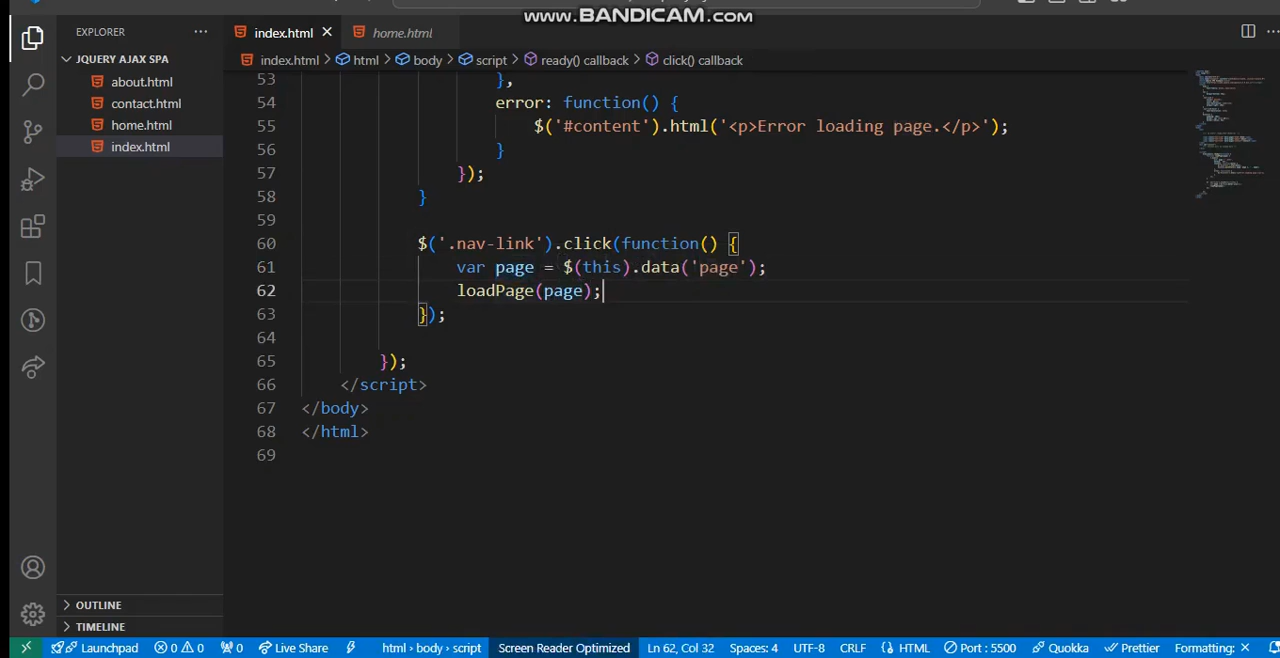 www.BANDICAM.com
EXPLORER
index.html
home.html
JQUERY AJAX SPA
index.html > html > body > script > ready() callback > click() callback
about.html
contact.html
home.html
index.html
53 },
54 error: function() {
55 $('#content').html('<p>Error loading page.</p>');
56 }
57 });
58 }
59
60 $('.nav-link').click(function() {
61 var page = $(this).data('page');
62 loadPage(page);
63 });
64
65 });
66 </script>
67 </body>
68 </html>
69
OUTLINE
TIMELINE
Launchpad 0 0 0 Live Share html > body > script Screen Reader Optimized Ln 62, Col 32 Spaces: 4 UTF-8 CRLF HTML Port : 5500 Quokka Prettier Formatting: